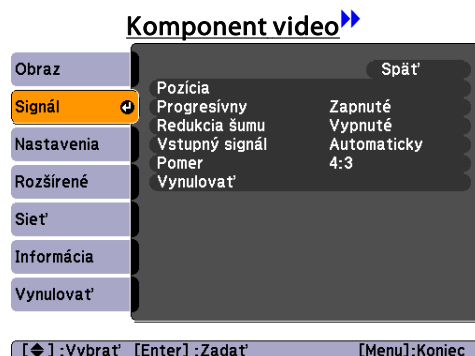 Komponent video
Obraz
Späť
Pozícia
Signál
Progresívny Zapnuté
Redukcia šumu Vypnuté
Nastavenia
Vstupný signál Automaticky
Pomer 4:3
Rozšírené
Vynulovať
Sieť
Informácia
Vynulovať
[◆] :Vybrať [Enter] :Zadať [Menu]:Koniec